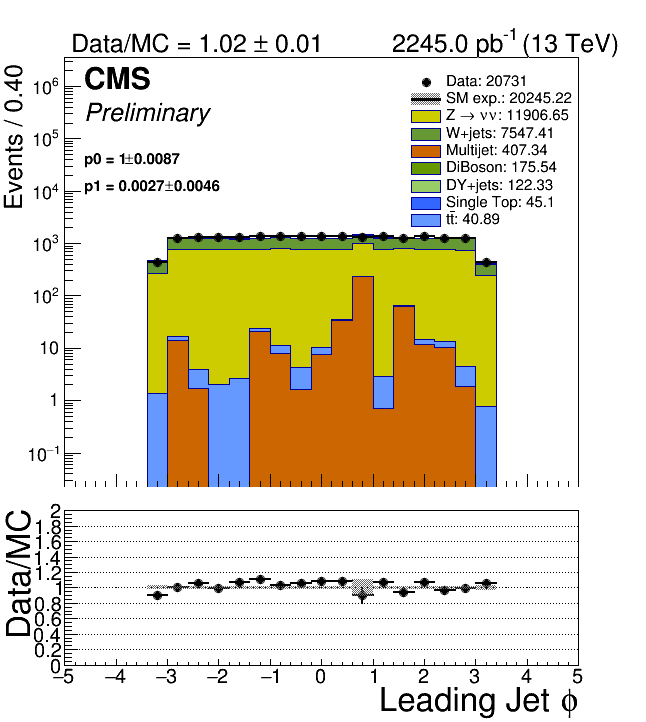 Data/MC = 1.02 ± 0.01 2245.0 pb⁻¹ (13 TeV)
CMS
Preliminary
p0 = 1±0.0087
p1 = 0.0027±0.0046
Data: 20731
SM exp.: 20245.22
Z → νν: 11906.65
W+jets: 7547.41
Multijet: 407.34
DiBoson: 175.54
DY+jets: 122.33
Single Top: 45.1
tt̄: 40.89
Events / 0.40
10⁶
10⁵
10⁴
10³
10²
10
1
10⁻¹
Data/MC
2
1.8
1.6
1.4
1.2
1
0.8
0.6
0.4
0.2
0
−5 −4 −3 −2 −1 0 1 2 3 4 5
Leading Jet ϕ